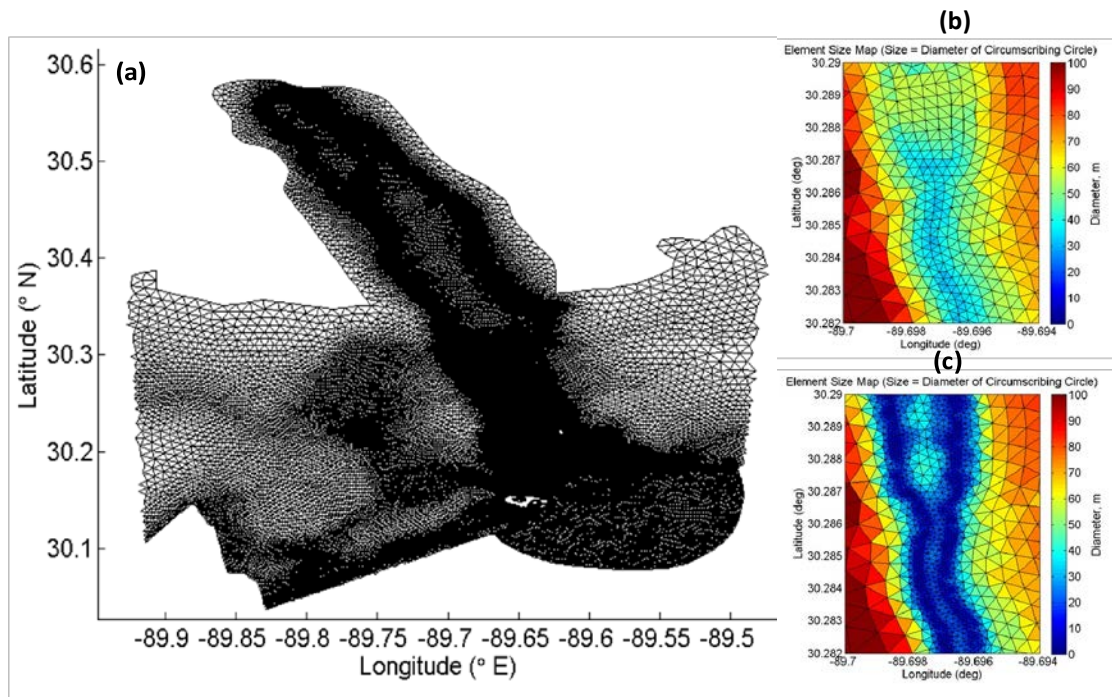 (a)
30.6
30.5
30.4
30.3
30.2
30.1
Latitude (° N)
-89.9 -89.85 -89.8 -89.75 -89.7 -89.65 -89.6 -89.55 -89.5
Longitude (° E)
(b)
Element Size Map (Size = Diameter of Circumscribing Circle)
30.29
30.289
30.288
30.287
30.286
30.285
30.284
30.283
30.282
Latitude (deg)
-89.7 -89.698 -89.696 -89.694
Longitude (deg)
100
90
80
70
60
50
40
30
20
10
0
Diameter, m
(c)
Element Size Map (Size = Diameter of Circumscribing Circle)
30.29
30.289
30.288
30.287
30.286
30.285
30.284
30.283
30.282
Latitude (deg)
-89.7 -89.698 -89.696 -89.694
Longitude (deg)
100
90
80
70
60
50
40
30
20
10
0
Diameter, m